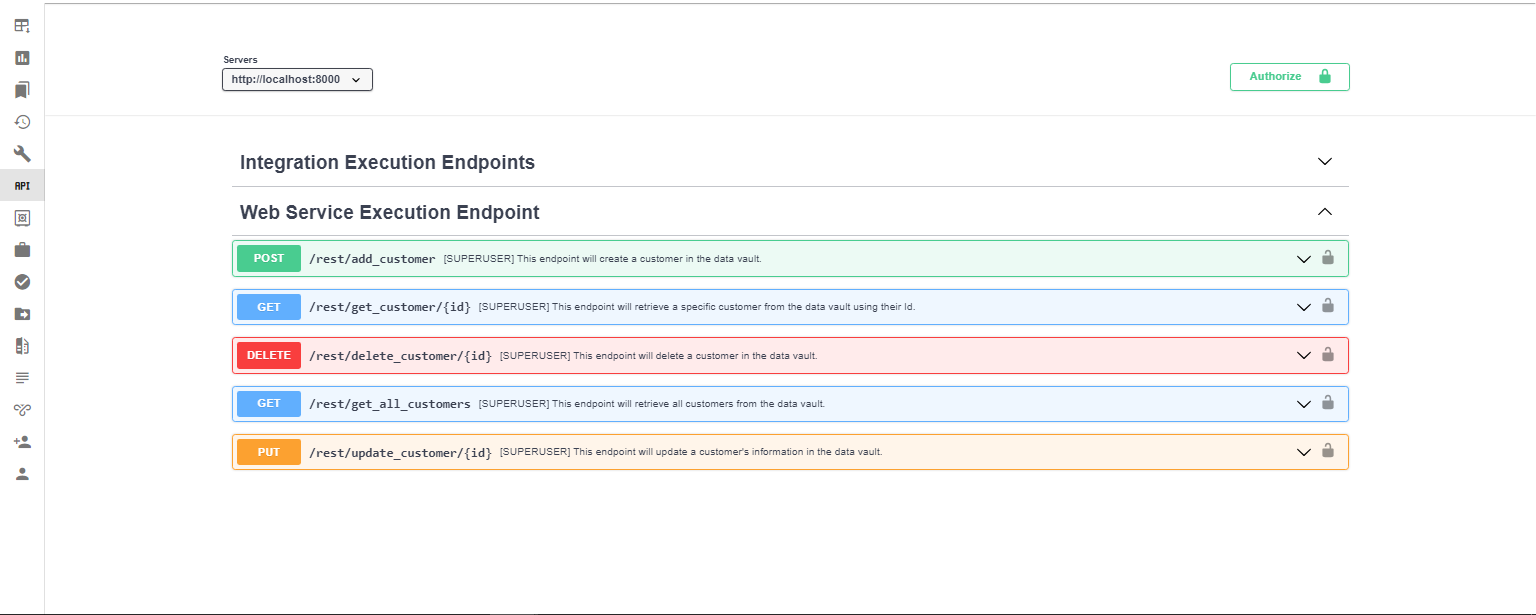 Servers
http://localhost:8000
Authorize
API
Integration Execution Endpoints
Web Service Execution Endpoint
POST /rest/add_customer [SUPERUSER] This endpoint will create a customer in the data vault.
GET /rest/get_customer/{id} [SUPERUSER] This endpoint will retrieve a specific customer from the data vault using their Id.
DELETE /rest/delete_customer/{id} [SUPERUSER] This endpoint will delete a customer in the data vault.
GET /rest/get_all_customers [SUPERUSER] This endpoint will retrieve all customers from the data vault.
PUT /rest/update_customer/{id} [SUPERUSER] This endpoint will update a customer's information in the data vault.